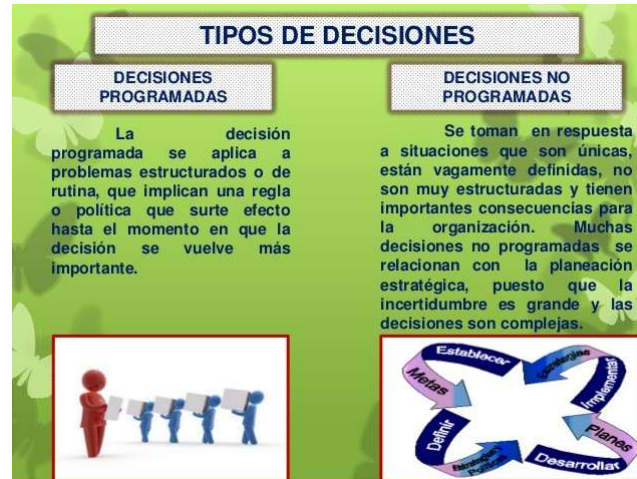 TIPOS DE DECISIONES
DECISIONES
PROGRAMADAS
La decisión
programada se aplica a
problemas estructurados o de
rutina, que implican una regla
o política que surte efecto
hasta el momento en que la
decisión se vuelve más
importante.
DECISIONES NO
PROGRAMADAS
Se toman en respuesta
a situaciones que son únicas,
están vagamente definidas, no
son muy estructuradas y tienen
importantes consecuencias para
la organización. Muchas
decisiones no programadas se
relacionan con la planeación
estratégica, puesto que la
incertidumbre es grande y las
decisiones son complejas.
Establecer
Estrategias
Implementar
Planes
Desarrollar
Estrategias y
Políticas
Definir
Metas